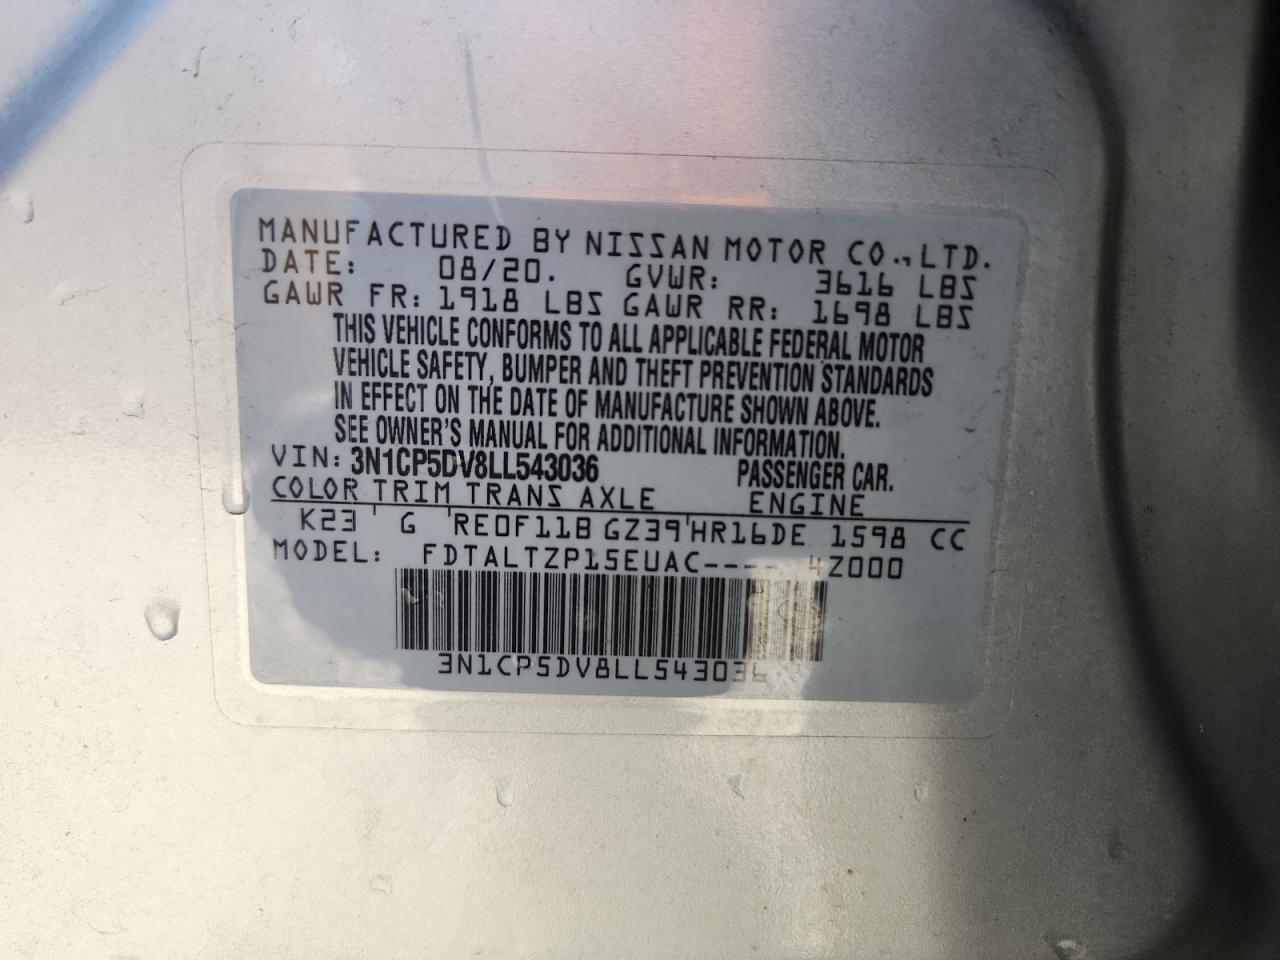 MANUFACTURED BY NISSAN MOTOR CO.,LTD.
DATE: 08/20. GVWR: 3616 LBS
GAWR FR: 1918 LBS GAWR RR: 1698 LBS
THIS VEHICLE CONFORMS TO ALL APPLICABLE FEDERAL MOTOR
VEHICLE SAFETY, BUMPER AND THEFT PREVENTION STANDARDS
IN EFFECT ON THE DATE OF MANUFACTURE SHOWN ABOVE.
SEE OWNER'S MANUAL FOR ADDITIONAL INFORMATION.
VIN: 3N1CP5DV8LL543036 PASSENGER CAR.
COLOR TRIM TRANS AXLE ENGINE
K23 ' G 'RE0F11B GZ39'HR16DE 1598 CC
MODEL: FDTALTZP15EUAC---- 4Z000
3N1CP5DV8LL543036